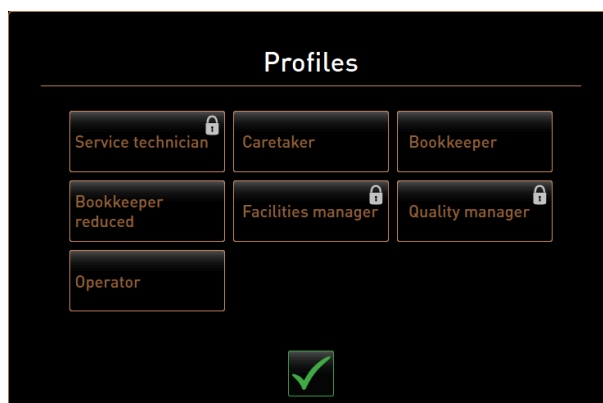 Profiles
Service technician
Caretaker
Bookkeeper
Bookkeeper
reduced
Facilities manager
Quality manager
Operator